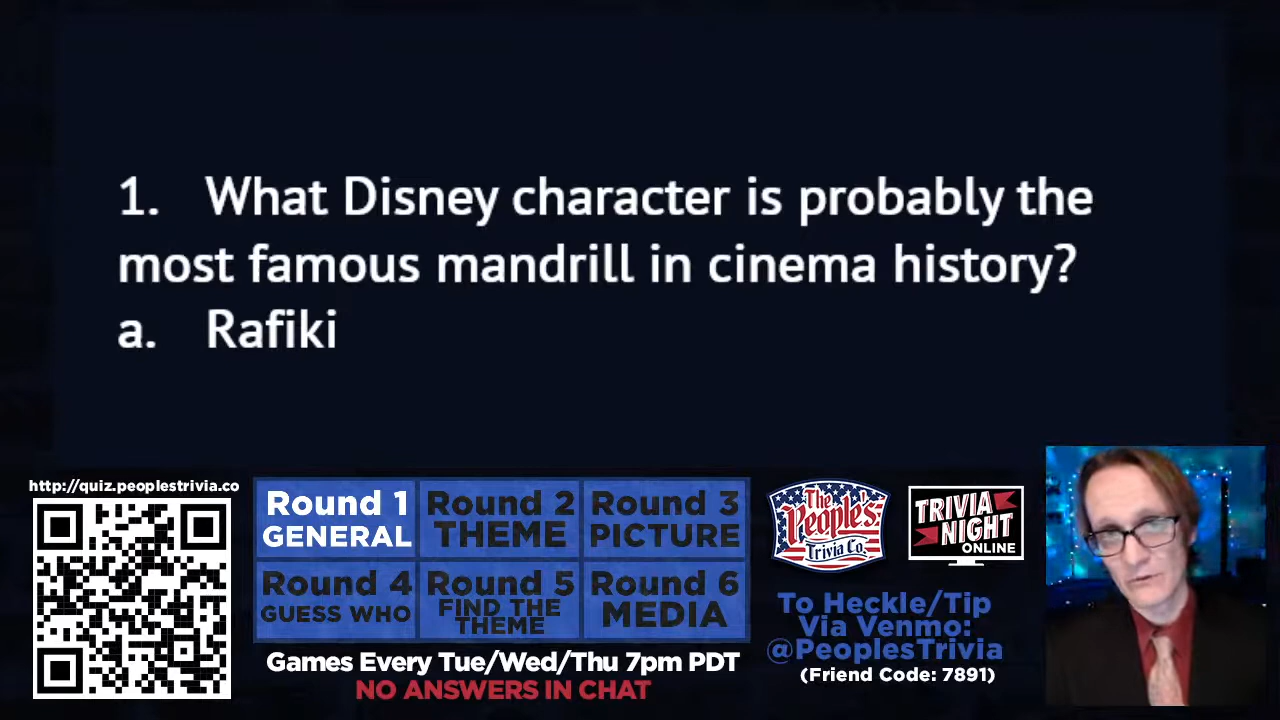 1. What Disney character is probably the
most famous mandrill in cinema history?
a. Rafiki
http://quiz.peoplestrivia.co
Round 1
GENERAL
Round 2
THEME
Round 3
PICTURE
Round 4
GUESS WHO
Round 5
FIND THE
THEME
Round 6
MEDIA
Games Every Tue/Wed/Thu 7pm PDT
NO ANSWERS IN CHAT
The
People's
Trivia Co.
TRIVIA
NIGHT
ONLINE
To Heckle/Tip
Via Venmo:
@PeoplesTrivia
(Friend Code: 7891)